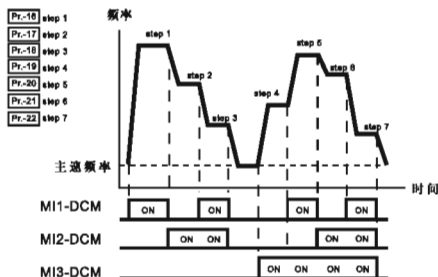 Pr.-16 step 1
Pr.-17 step 2
Pr.-18 step 3
Pr.-19 step 4
Pr.-20 step 5
Pr.-21 step 6
Pr.-22 step 7
频率
step 1
step 2
step 3
step 4
step 5
step 6
step 7
主速频率
时间
MI1-DCM ON ON ON ON
MI2-DCM ON ON ON ON
MI3-DCM ON ON ON ON